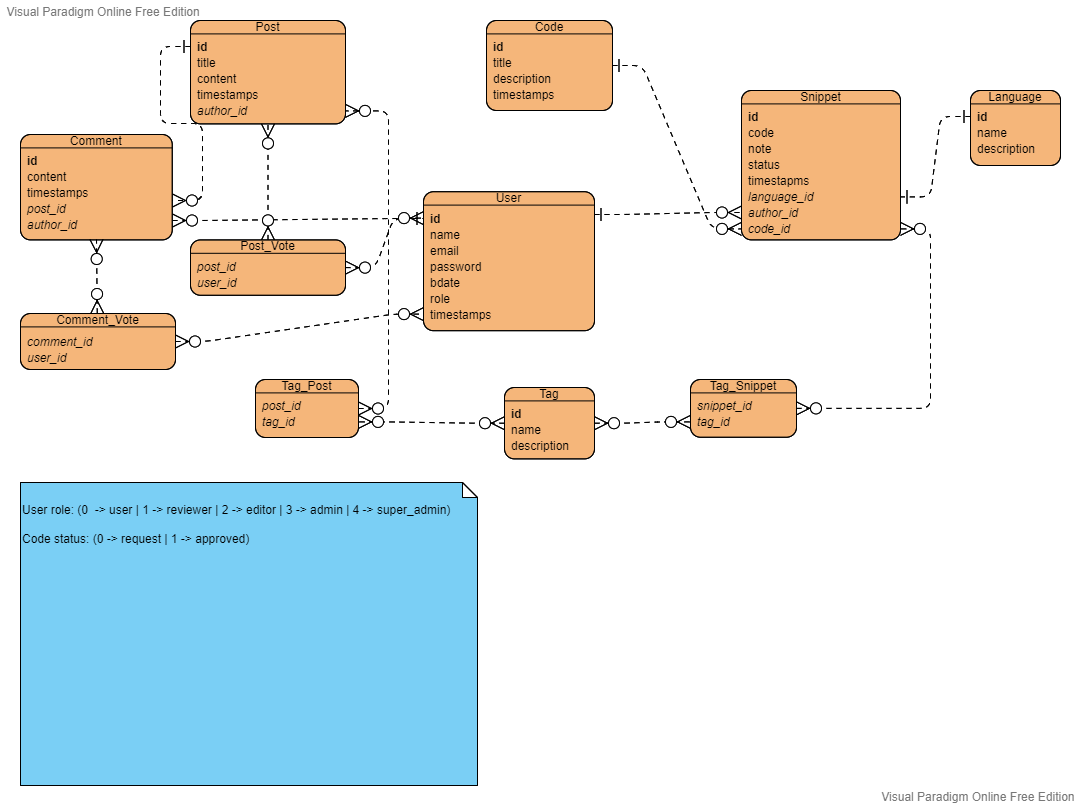 Visual Paradigm Online Free Edition
Post
id
title
content
timestamps
author_id
Code
id
title
description
timestamps
Snippet
id
code
note
status
timestapms
language_id
author_id
code_id
Language
id
name
description
Comment
id
content
timestamps
post_id
author_id
User
id
name
email
password
bdate
role
timestamps
Post_Vote
post_id
user_id
Comment_Vote
comment_id
user_id
Tag_Post
post_id
tag_id
Tag
id
name
description
Tag_Snippet
snippet_id
tag_id
User role: (0 -> user | 1 -> reviewer | 2 -> editor | 3 -> admin | 4 -> super_admin)
Code status: (0 -> request | 1 -> approved)
Visual Paradigm Online Free Edition